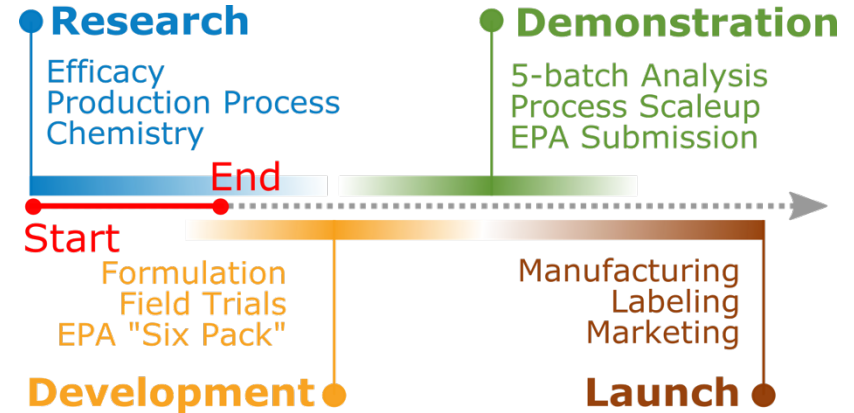 Research
Efficacy
Production Process
Chemistry
Demonstration
5-batch Analysis
Process Scaleup
EPA Submission
End
Start
Formulation
Field Trials
EPA "Six Pack"
Development
Manufacturing
Labeling
Marketing
Launch